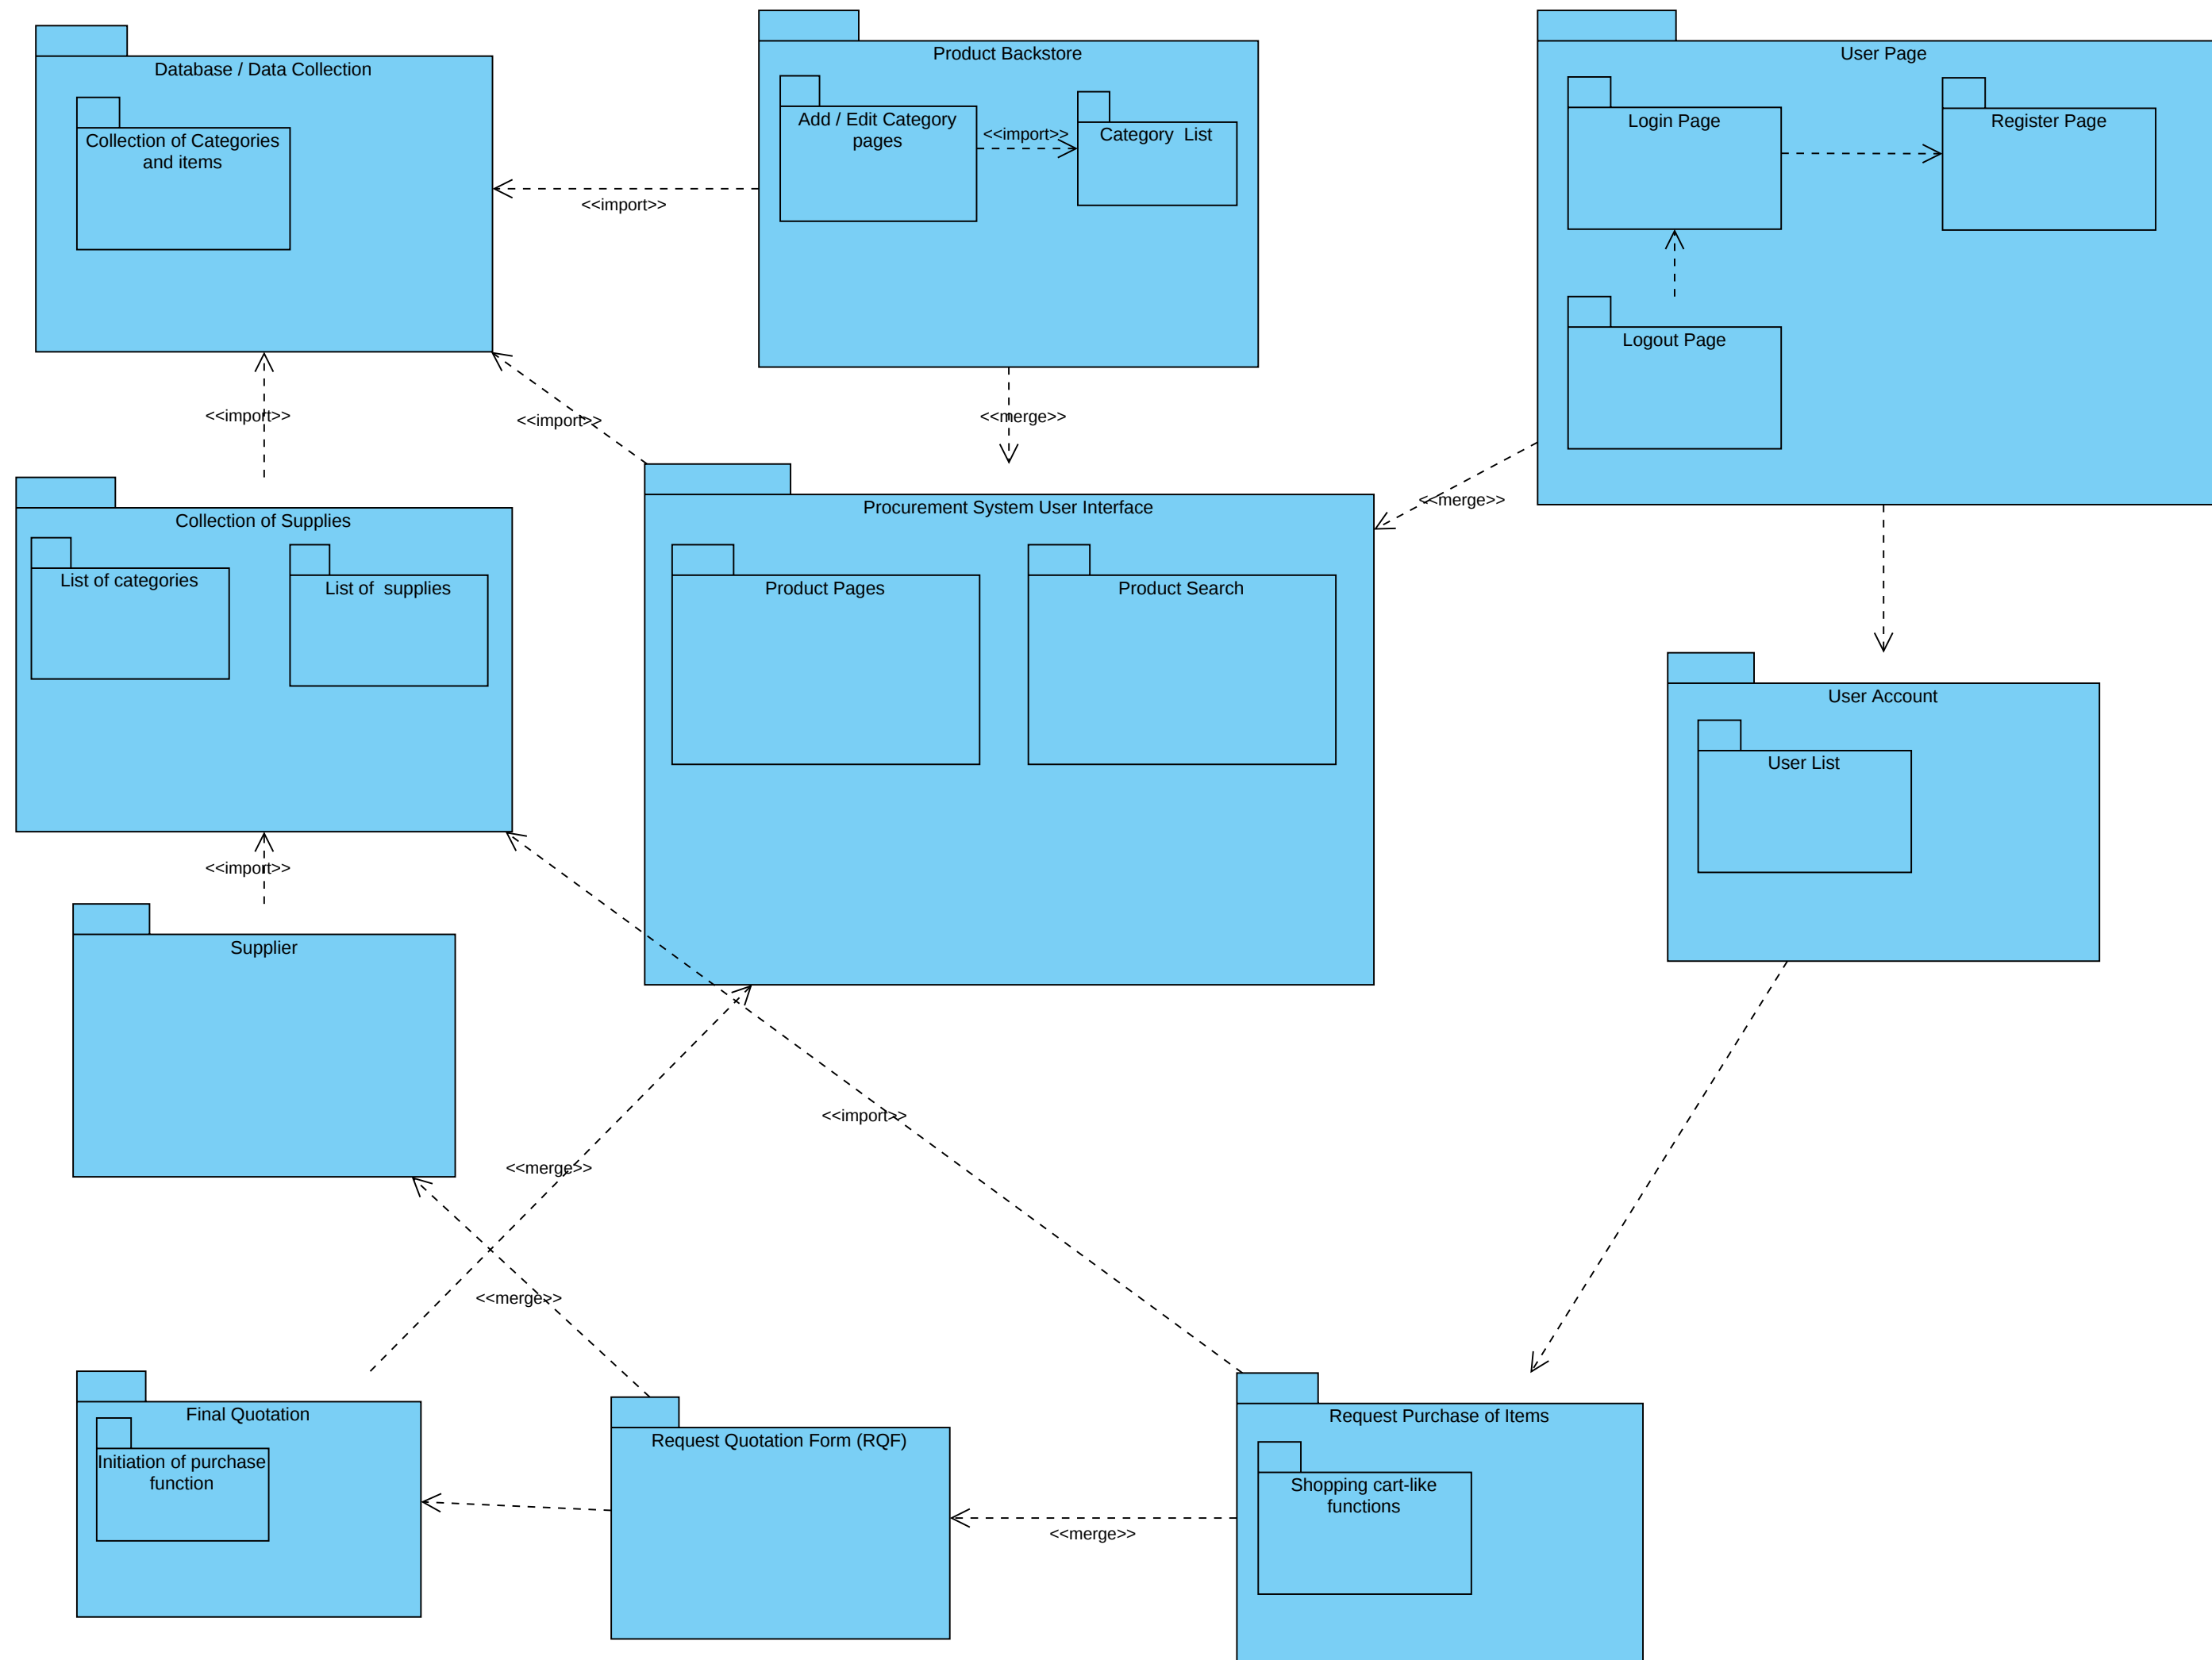 Database / Data Collection
Collection of Categories
and items
Product Backstore
Add / Edit Category
pages
<<import>>
Category  List
User Page
Login Page
Register Page
Logout Page
<<import>>
<<import>>
<<import>>
<<merge>>
<<merge>>
Collection of Supplies
List of categories
List of  supplies
Procurement System User Interface
Product Pages
Product Search
User Account
User List
<<import>>
Supplier
<<import>>
<<merge>>
<<merge>>
Final Quotation
Initiation of purchase
function
Request Quotation Form (RQF)
<<merge>>
Request Purchase of Items
Shopping cart-like
functions